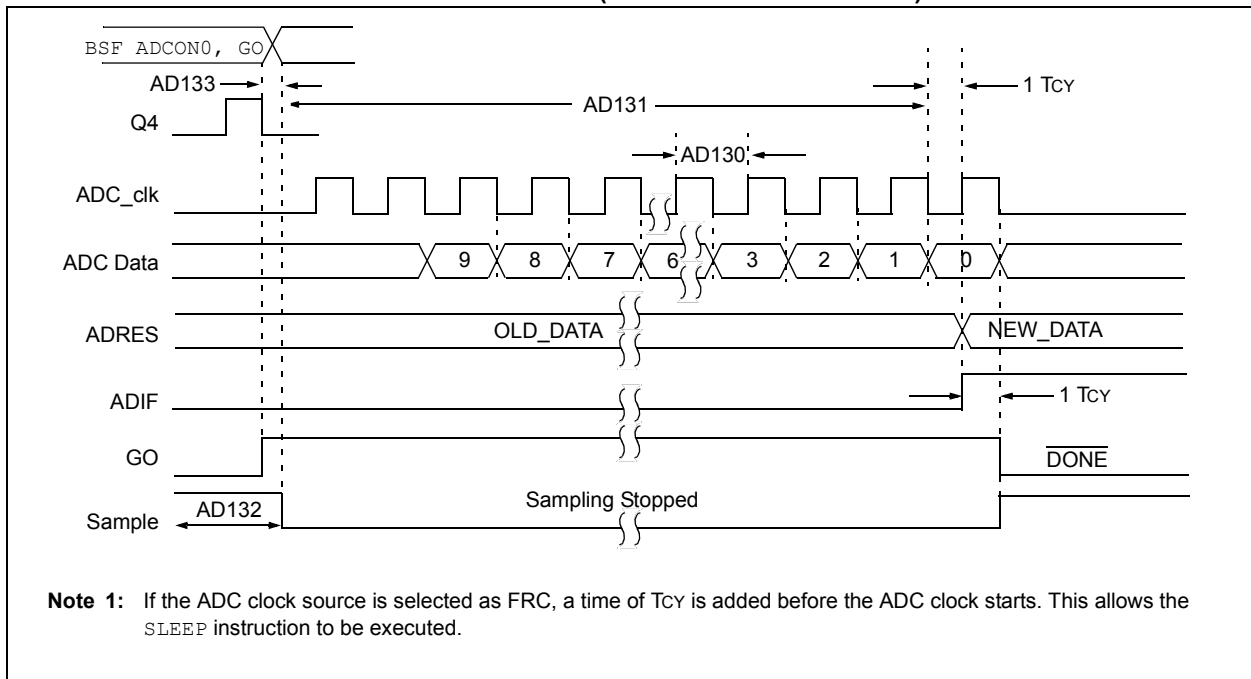 BSF ADCON0, GO
AD133
1 TCY
AD131
Q4
AD130
ADC_clk
ADC Data
9 8 7 6 3 2 1 0
ADRES
OLD_DATA
NEW_DATA
ADIF
1 TCY
GO
DONE
Sampling Stopped
AD132
Sample
Note 1: If the ADC clock source is selected as FRC, a time of TCY is added before the ADC clock starts. This allows the
SLEEP instruction to be executed.